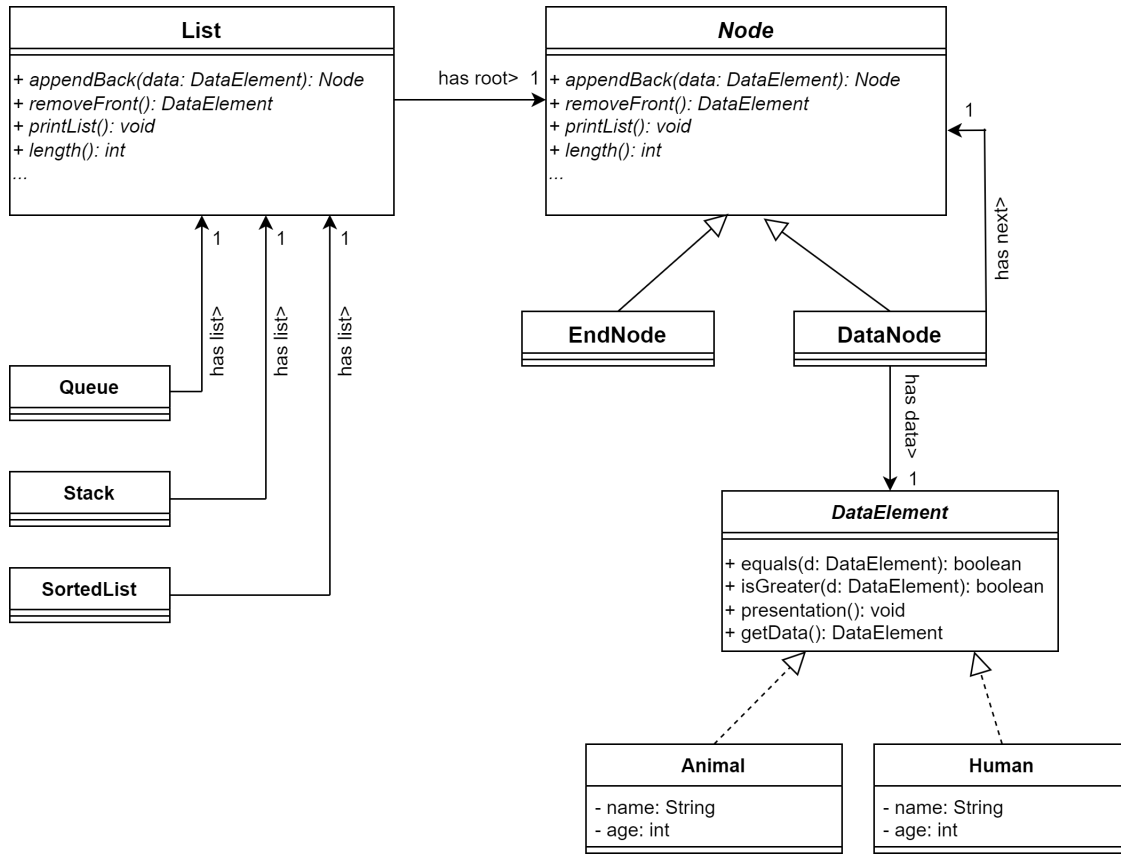 List
+ appendBack(data: DataElement): Node
+ removeFront(): DataElement
+ printList(): void
+ length(): int
...
has root> 1
Node
+ appendBack(data: DataElement): Node
+ removeFront(): DataElement
+ printList(): void
+ length(): int
...
1
has next>
1
1
1
has list>
has list>
has list>
Queue
Stack
SortedList
EndNode
DataNode
has data>
1
DataElement
+ equals(d: DataElement): boolean
+ isGreater(d: DataElement): boolean
+ presentation(): void
+ getData(): DataElement
Animal
- name: String
- age: int
Human
- name: String
- age: int